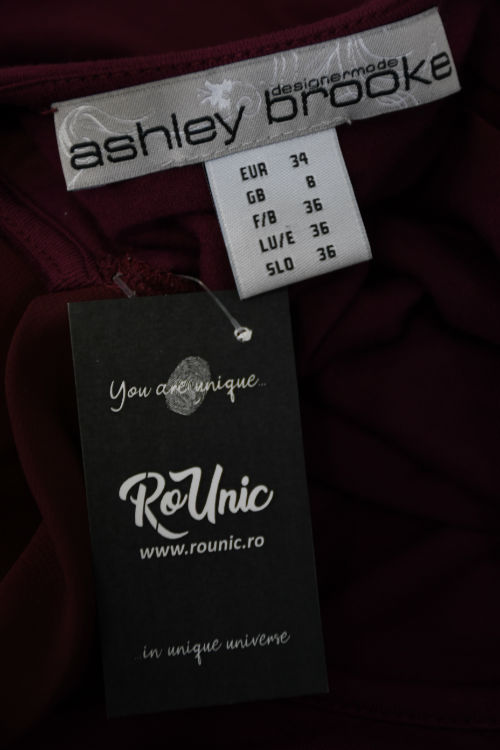 designermode
ashley brooke
EUR 34
GB 8
F/B 36
LU/E 36
SLO 36
You are unique...
RoUnic
www.rounic.ro
...in unique universe